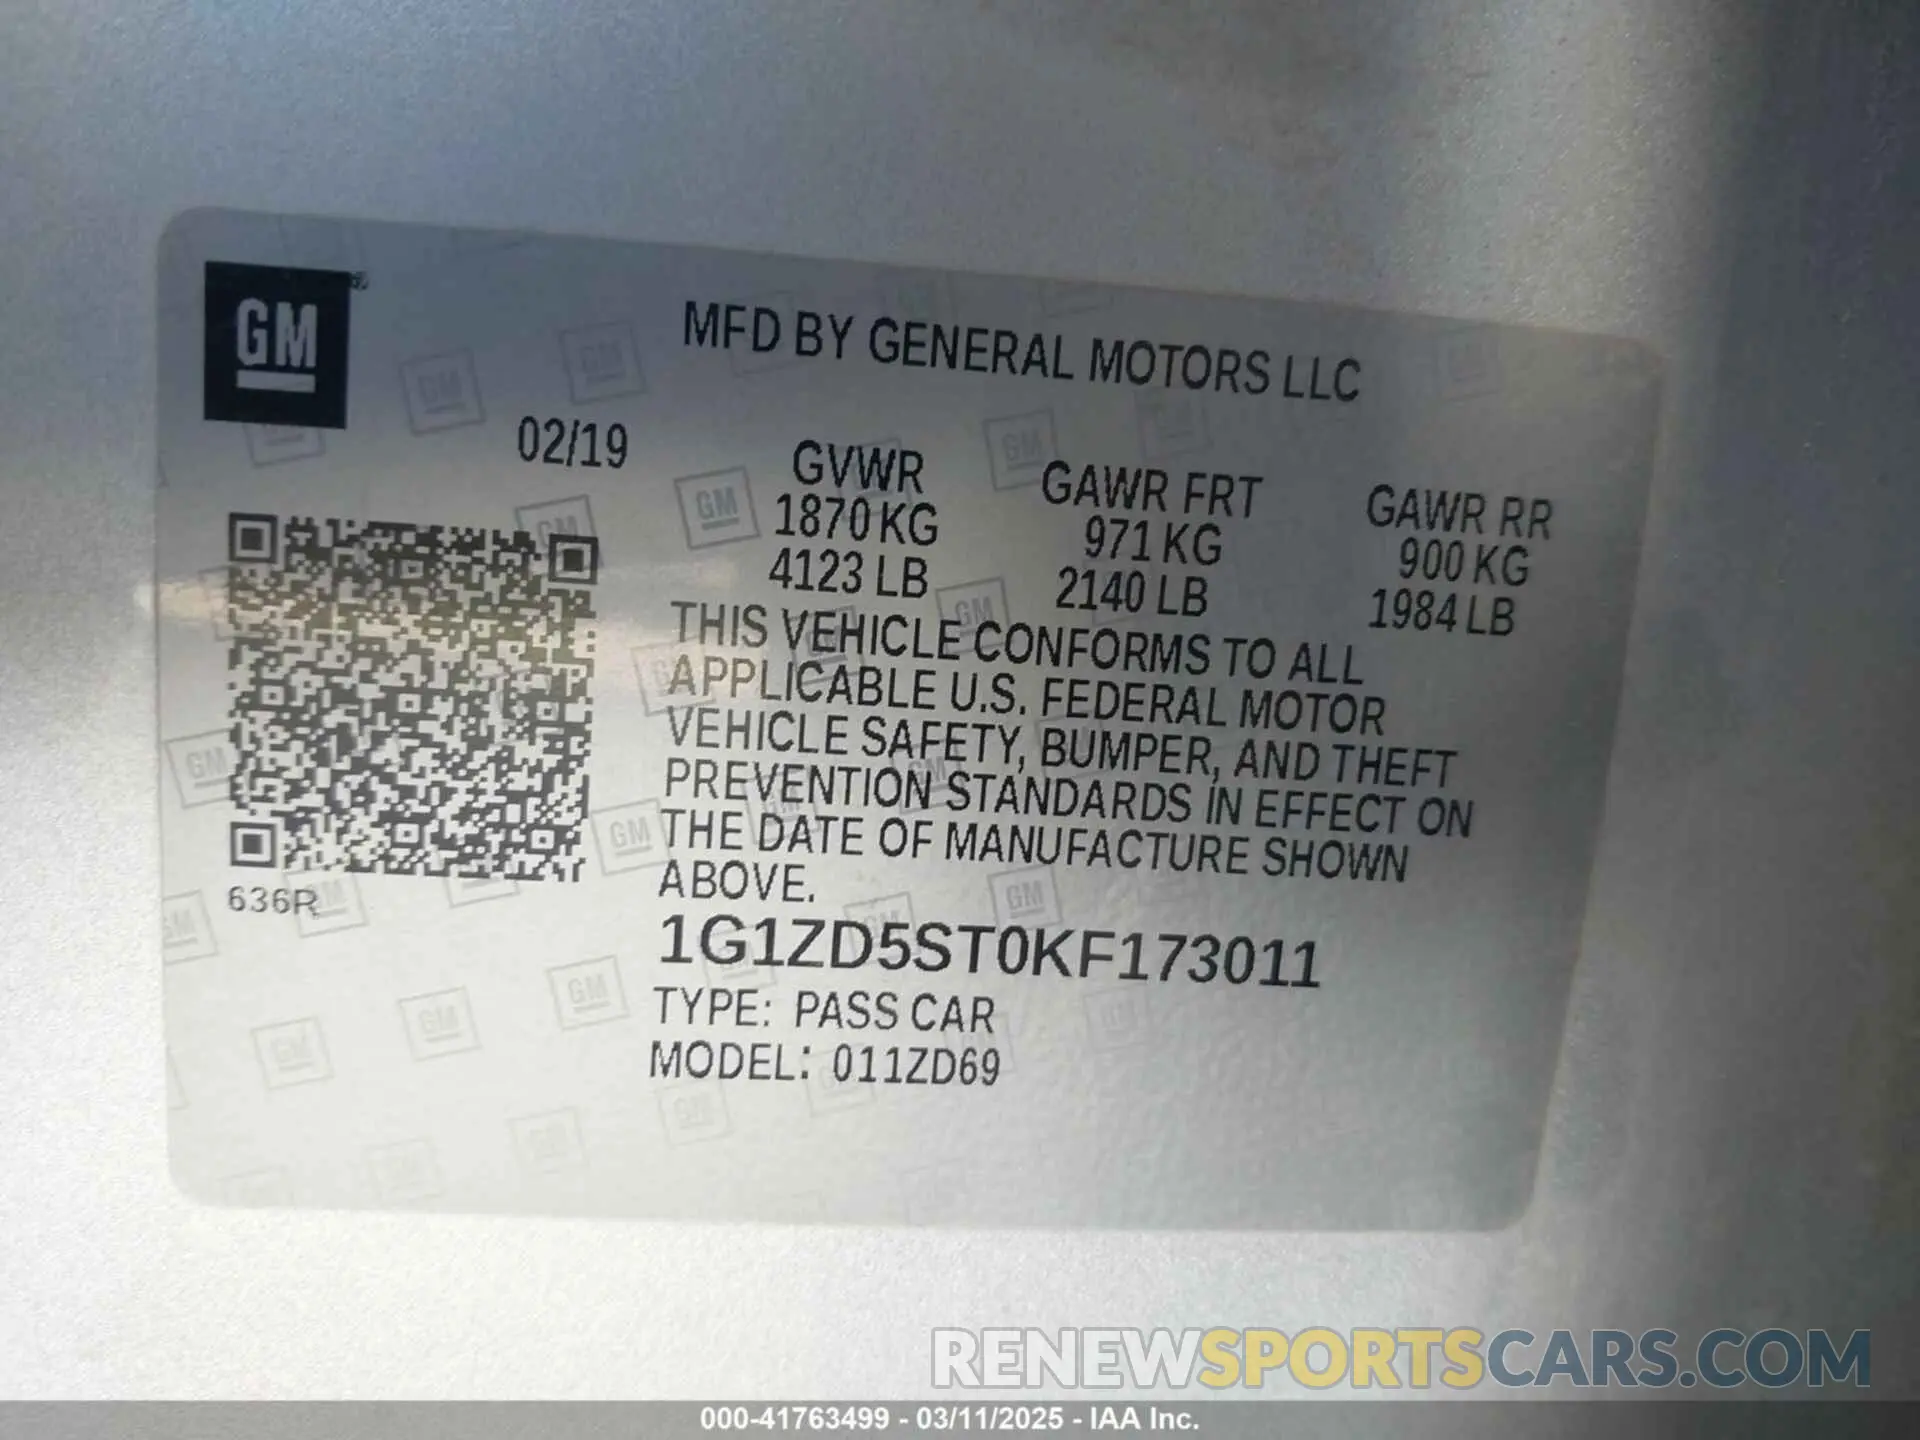 GM
MFD BY GENERAL MOTORS LLC
02/19
GVWR GAWR FRT GAWR RR
1870 KG 971 KG 900 KG
4123 LB 2140 LB 1984 LB
THIS VEHICLE CONFORMS TO ALL
APPLICABLE U.S. FEDERAL MOTOR
VEHICLE SAFETY, BUMPER, AND THEFT
PREVENTION STANDARDS IN EFFECT ON
THE DATE OF MANUFACTURE SHOWN
ABOVE.
636R
1G1ZD5ST0KF173011
TYPE: PASS CAR
MODEL: 011ZD69
RENEWSPORTSCARS.COM
000-41763499 - 03/11/2025 - IAA Inc.